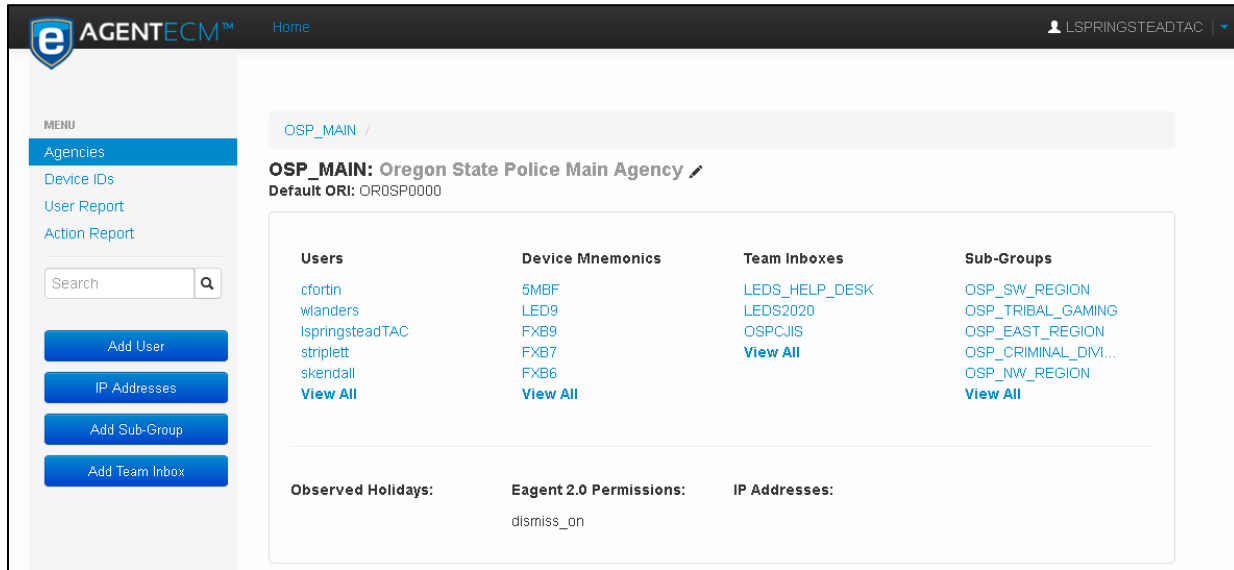 e AGENTECM™
Home
LSPRINGSTEADTAC
MENU
Agencies
Device IDs
User Report
Action Report
Search
Add User
IP Addresses
Add Sub-Group
Add Team Inbox
OSP_MAIN /
OSP_MAIN: Oregon State Police Main Agency
Default ORI: OR0SP0000
Users
cfortin
wlanders
lspringsteadTAC
striplett
skendall
View All
Device Mnemonics
5MBF
LED9
FXB9
FXB7
FXB6
View All
Team Inboxes
LEDS_HELP_DESK
LEDS2020
OSPCJIS
View All
Sub-Groups
OSP_SW_REGION
OSP_TRIBAL_GAMING
OSP_EAST_REGION
OSP_CRIMINAL_DIVI...
OSP_NW_REGION
View All
Observed Holidays:
Eagent 2.0 Permissions:
dismiss_on
IP Addresses: